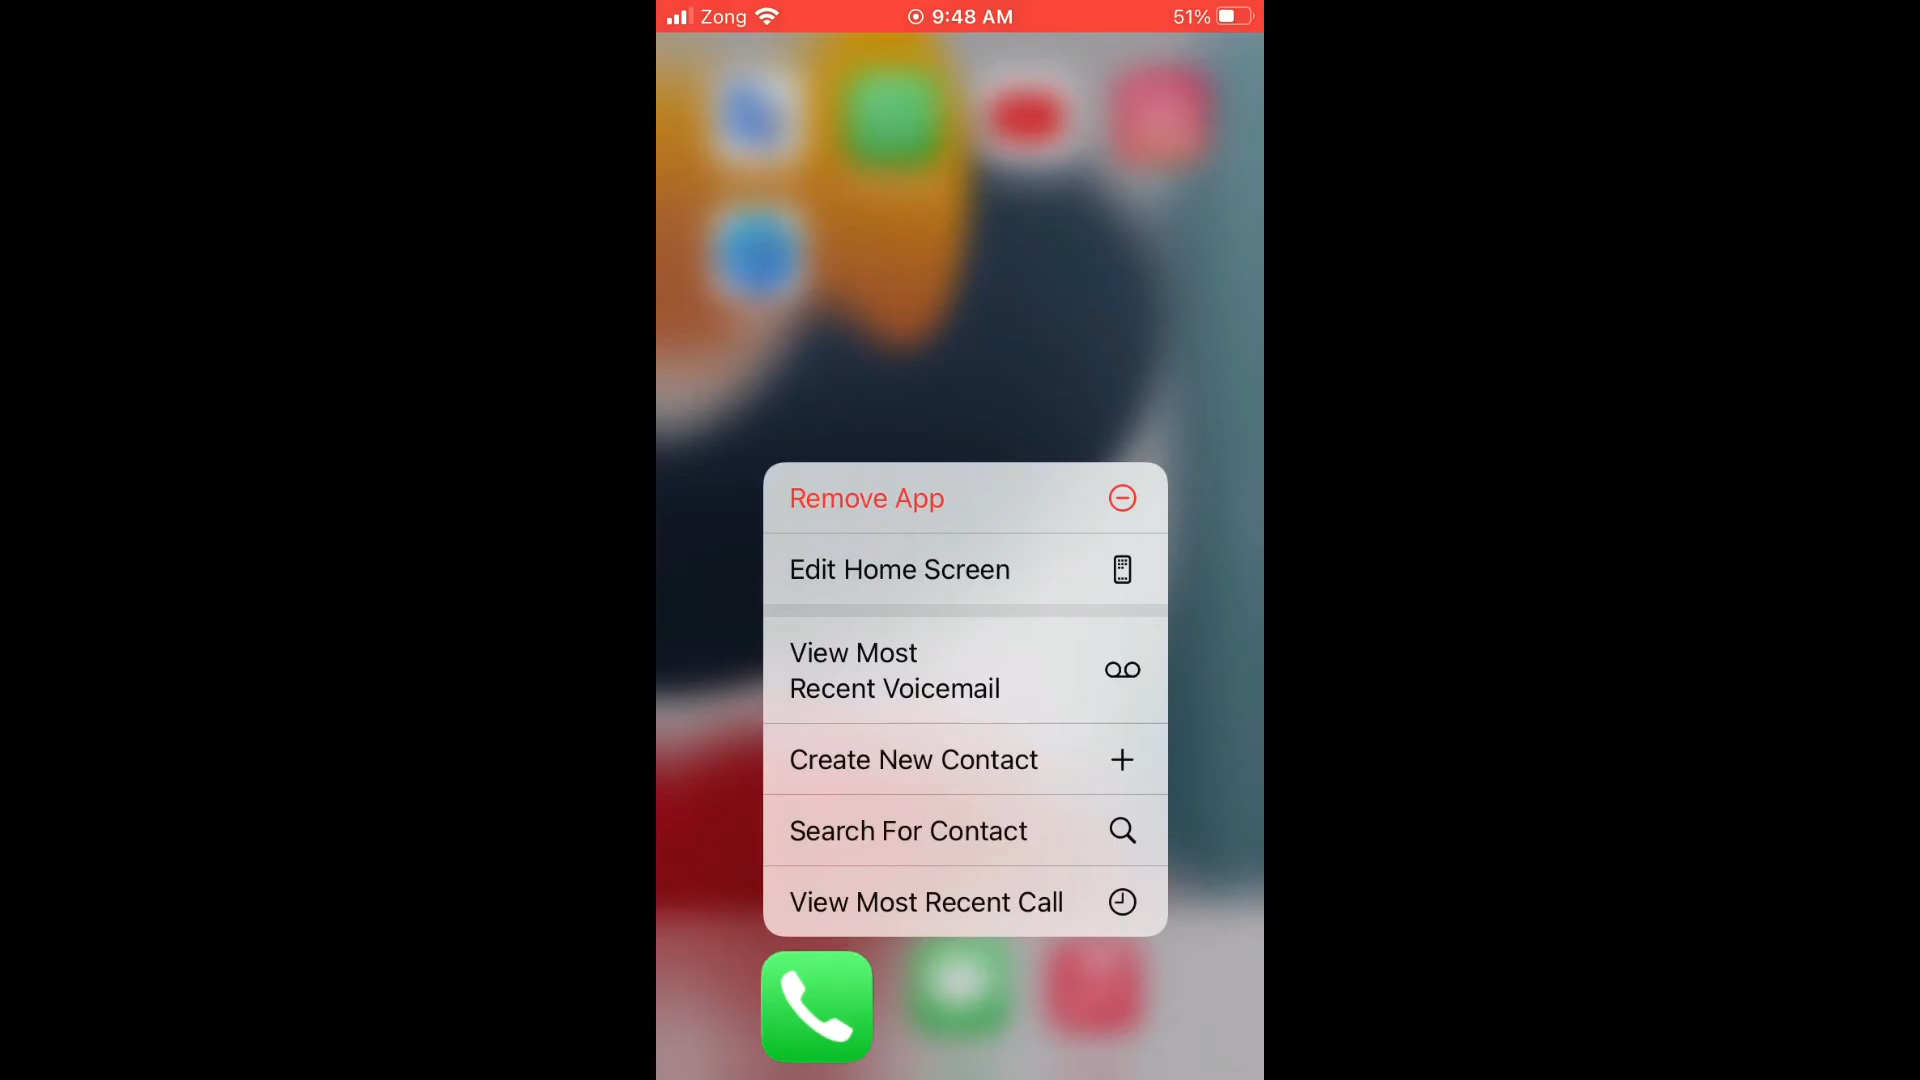 Zong 9:48 AM 51%
Remove App
Edit Home Screen
View Most
Recent Voicemail
Create New Contact
Search For Contact
View Most Recent Call